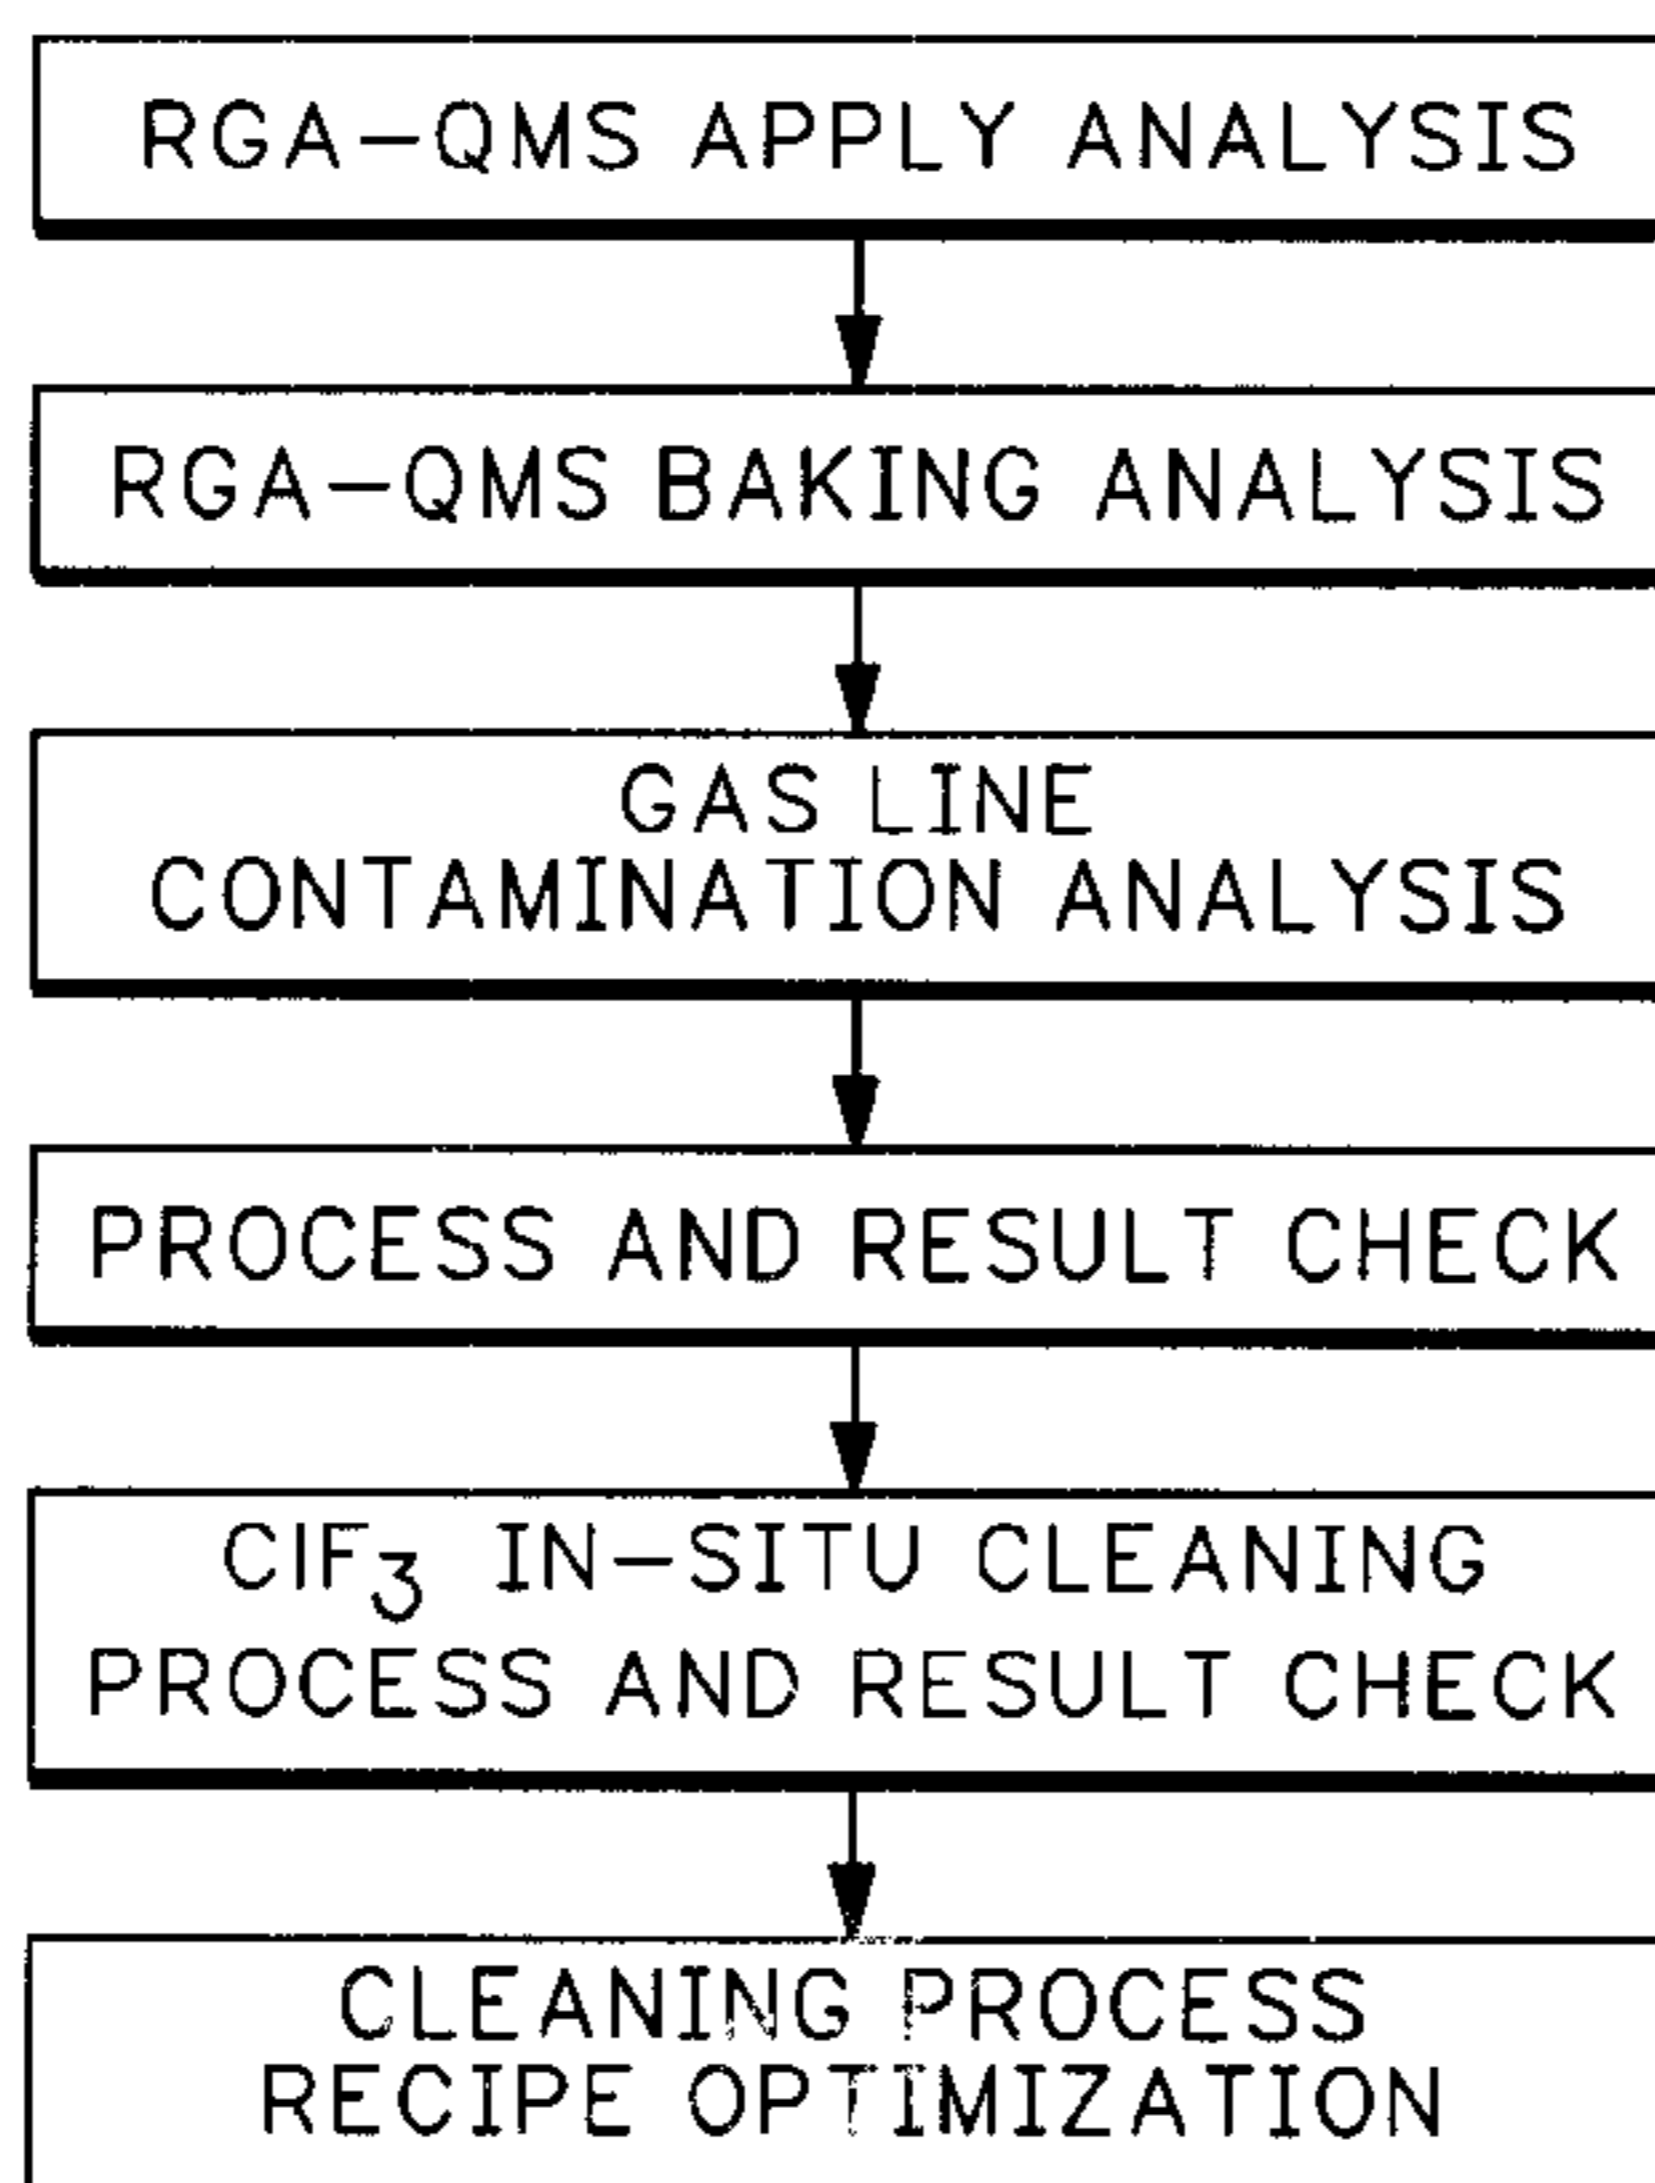 RGA-QMS APPLY ANALYSIS
RGA-QMS BAKING ANALYSIS
GAS LINE
CONTAMINATION ANALYSIS
PROCESS AND RESULT CHECK
ClF3 IN-SITU CLEANING
PROCESS AND RESULT CHECK
CLEANING PROCESS
RECIPE OPTIMIZATION